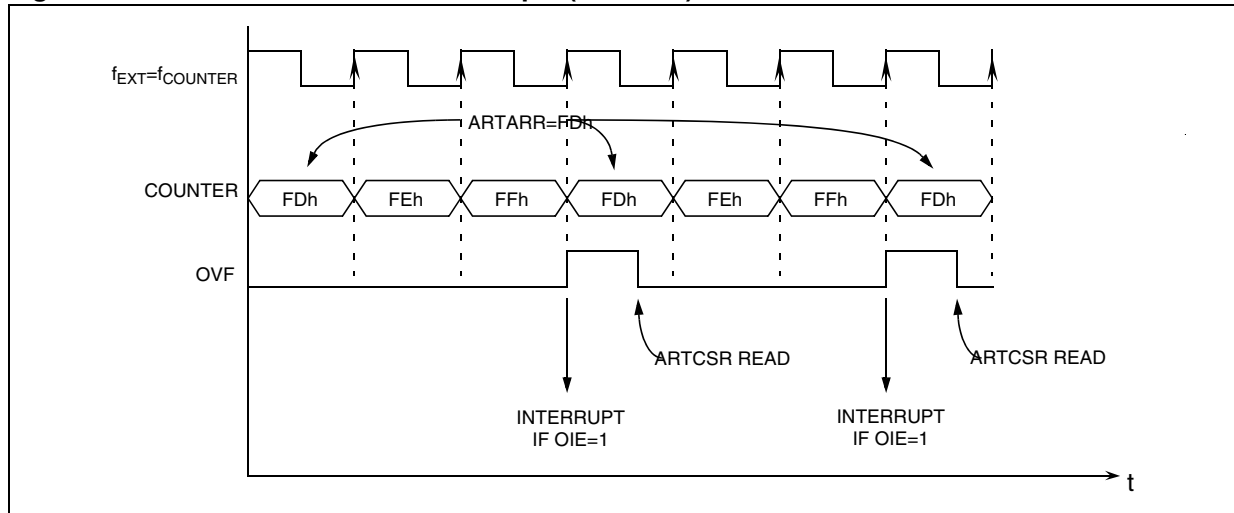 fEXT=fCOUNTER
ARTARR=FDh
COUNTER
FDh FEh FFh FDh FEh FFh FDh
OVF
ARTCSR READ ARTCSR READ
INTERRUPT INTERRUPT
IF OIE=1 IF OIE=1
t